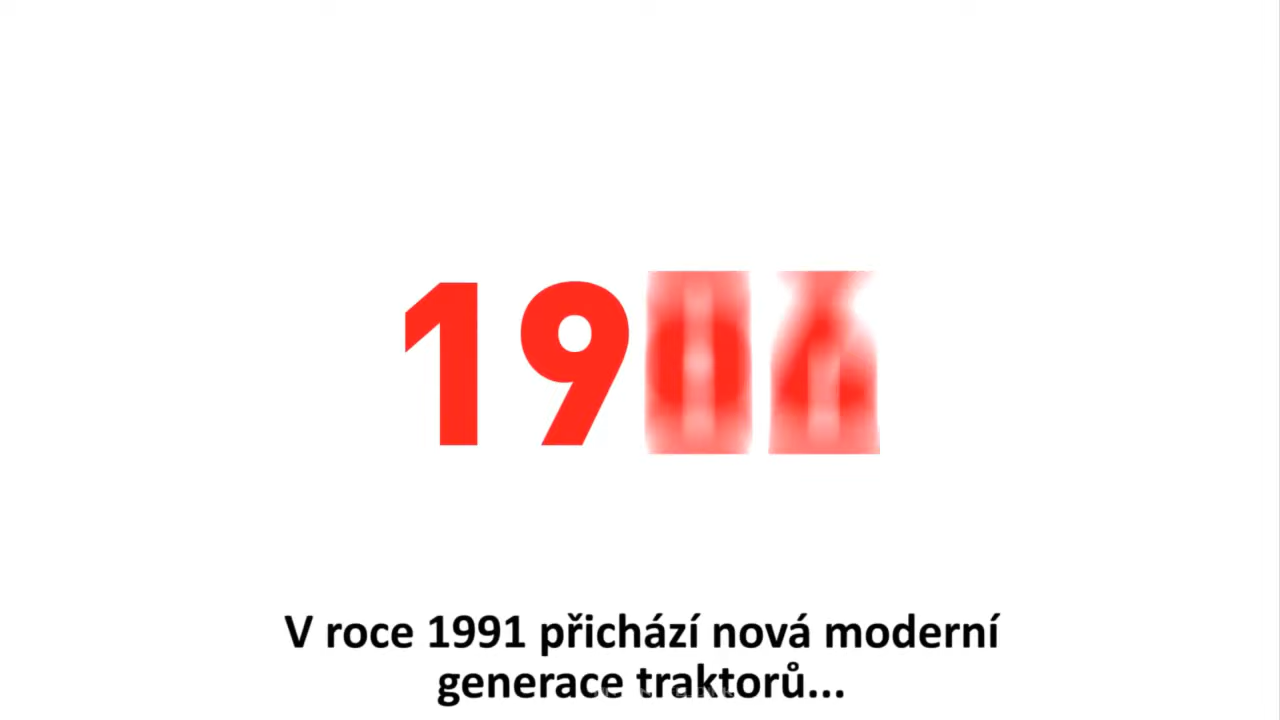 19
V roce 1991 přichází nová moderní
generace traktorů...